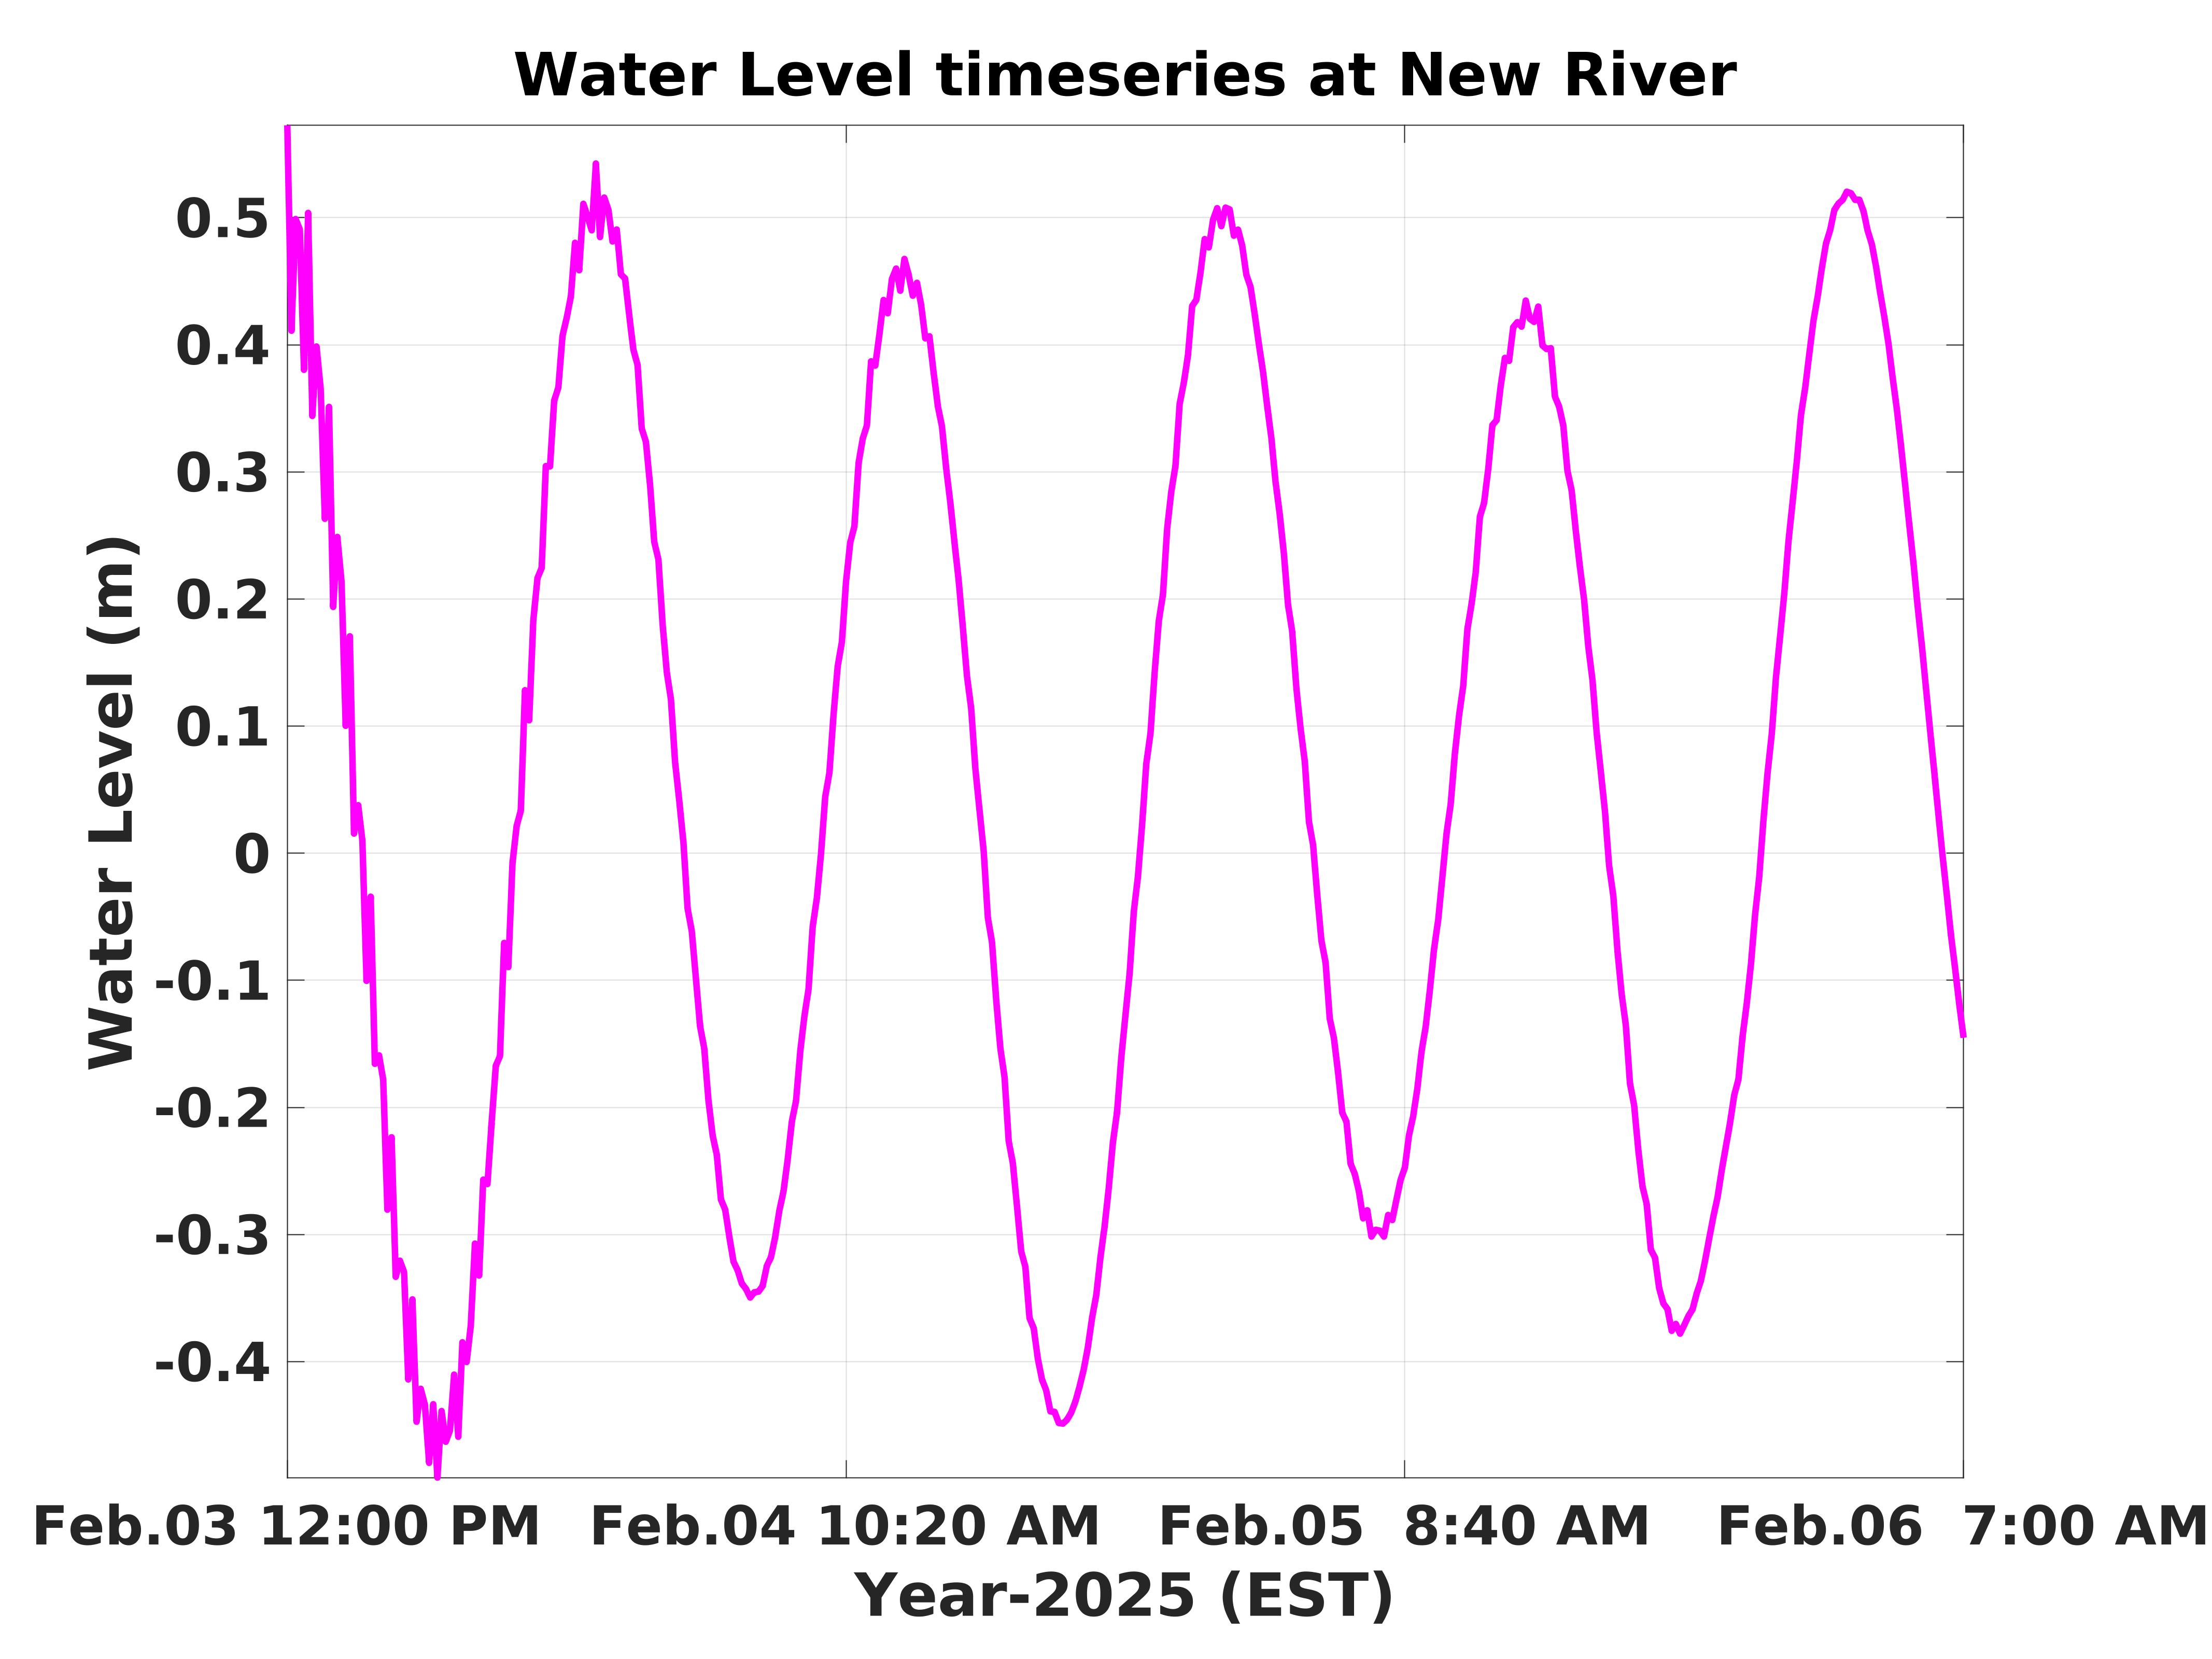 Water Level timeseries at New River
Water Level (m)
0.5
0.4
0.3
0.2
0.1
0
-0.1
-0.2
-0.3
-0.4
Feb.03 12:00 PM Feb.04 10:20 AM Feb.05 8:40 AM Feb.06 7:00 AM
Year-2025 (EST)